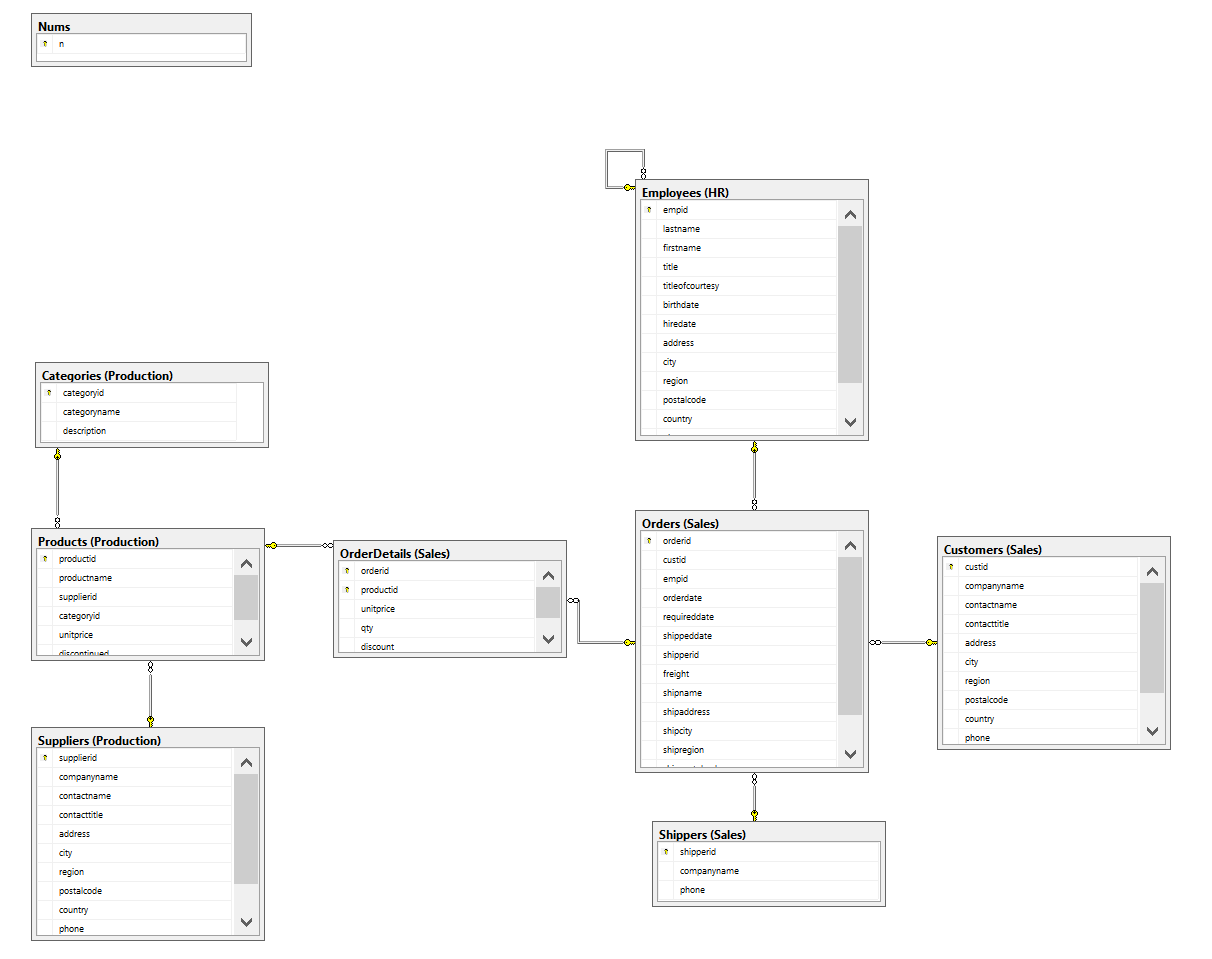 Nums
n
Employees (HR)
empid
lastname
firstname
title
titleofcourtesy
birthdate
hiredate
address
city
region
postalcode
country
Categories (Production)
categoryid
categoryname
description
Products (Production)
productid
productname
supplierid
categoryid
unitprice
discontinued
OrderDetails (Sales)
orderid
productid
unitprice
qty
discount
Orders (Sales)
orderid
custid
empid
orderdate
requireddate
shippeddate
shipperid
freight
shipname
shipaddress
shipcity
shipregion
Customers (Sales)
custid
companyname
contactname
contacttitle
address
city
region
postalcode
country
phone
Suppliers (Production)
supplierid
companyname
contactname
contacttitle
address
city
region
postalcode
country
phone
Shippers (Sales)
shipperid
companyname
phone